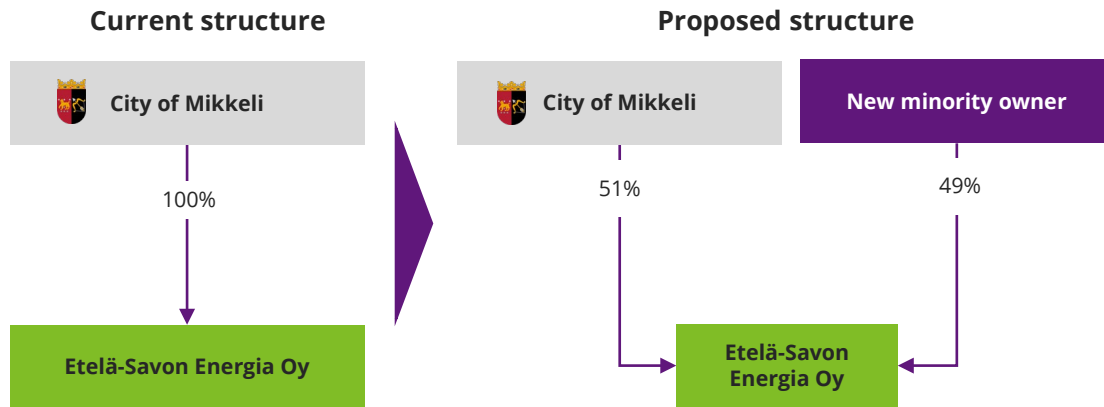 Current structure
Proposed structure
City of Mikkeli
100%
Etelä-Savon Energia Oy
City of Mikkeli
New minority owner
51%
49%
Etelä-Savon
Energia Oy